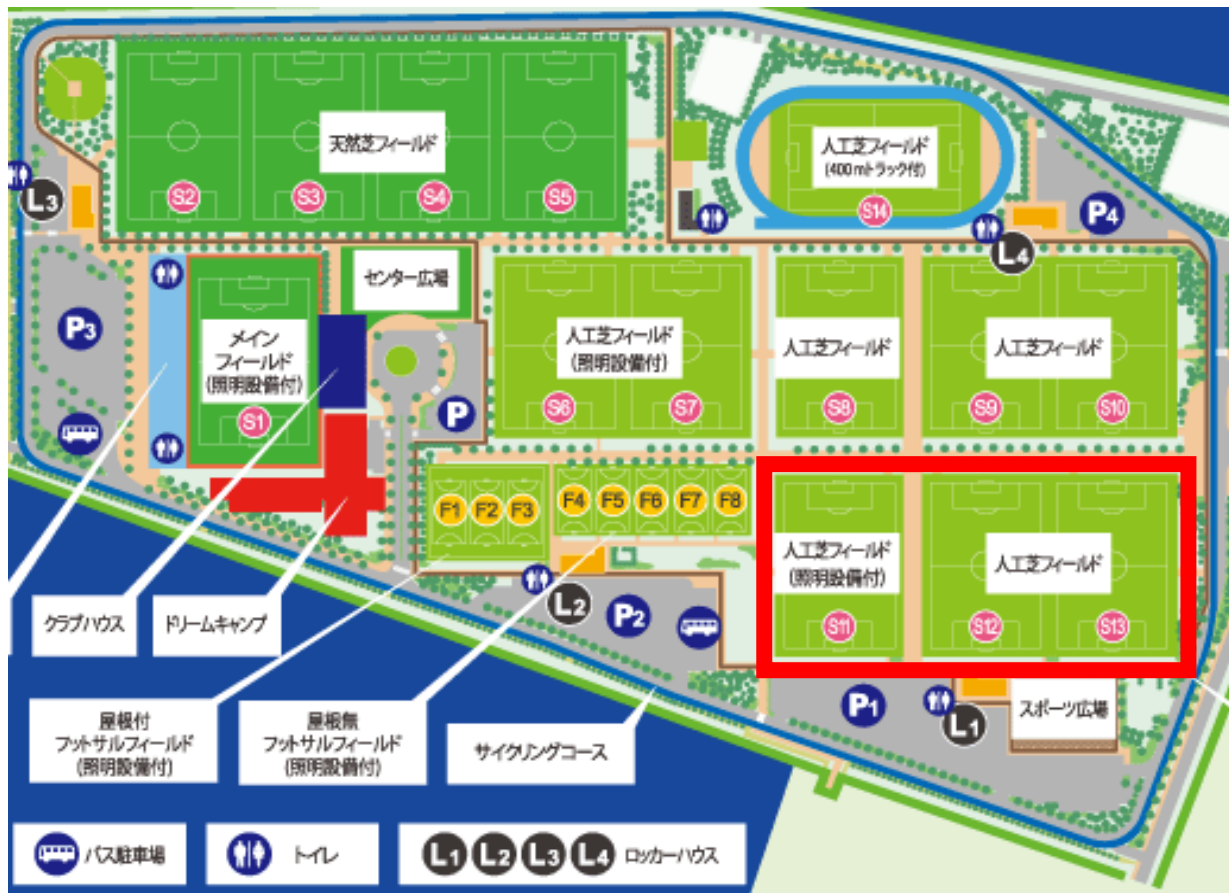 天然芝フィールド
S2
S3
S4
S5
人工芝フィールド
(400mトラック付)
S14
L3
P4
L4
P3
メイン
フィールド
(照明設備付)
S1
センター広場
P
人工芝フィールド
(照明設備付)
S6
S7
人工芝フィールド
S8
人工芝フィールド
S9
S10
F1
F2
F3
F4
F5
F6
F7
F8
人工芝フィールド
(照明設備付)
S11
人工芝フィールド
S12
S13
L2
P2
P1
L1
スポーツ広場
クラブハウス
ドリームキャンプ
屋根付
フットサルフィールド
(照明設備付)
屋根無
フットサルフィールド
(照明設備付)
サイクリングコース
バス駐車場
トイレ
L1 L2 L3 L4 ロッカーハウス